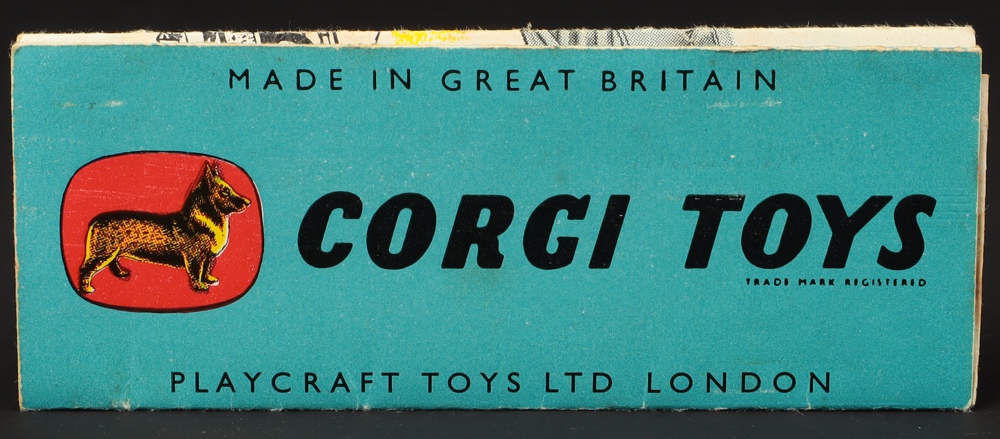 MADE IN GREAT BRITAIN
CORGI TOYS
TRADE MARK REGISTERED
PLAYCRAFT TOYS LTD LONDON